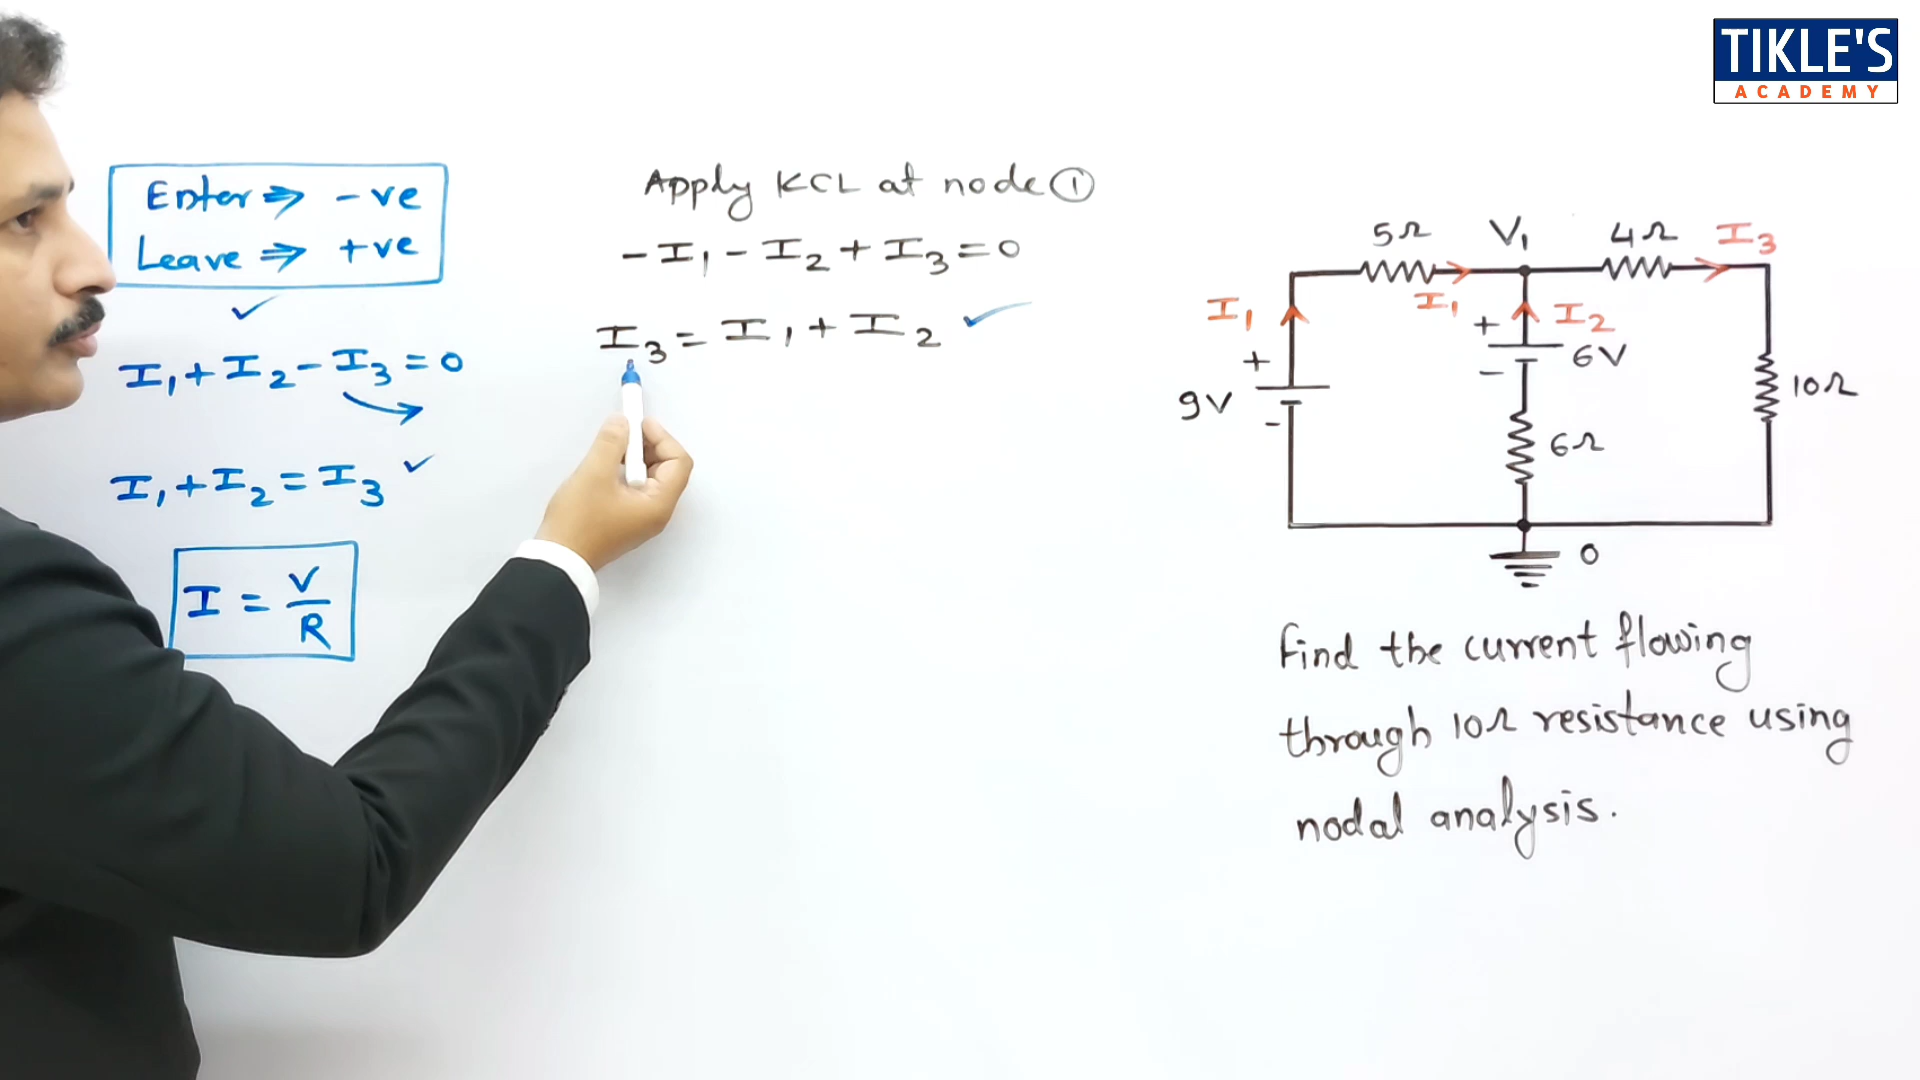 TIKLE'S
ACADEMY
Enter ⇒ -ve
Leave ⇒ +ve
✓
I₁ + I₂ - I₃ = 0
I₁ + I₂ = I₃ ✓
I = V/R
Apply KCL at node ①
-I₁ - I₂ + I₃ = 0
I₃ = I₁ + I₂ ✓
5Ω V₁ 4Ω I₃
I₁ I₁ + I₂
+ - 6V
9V 10Ω
-
6Ω
0
Find the current flowing
through 10Ω resistance using
nodal analysis.